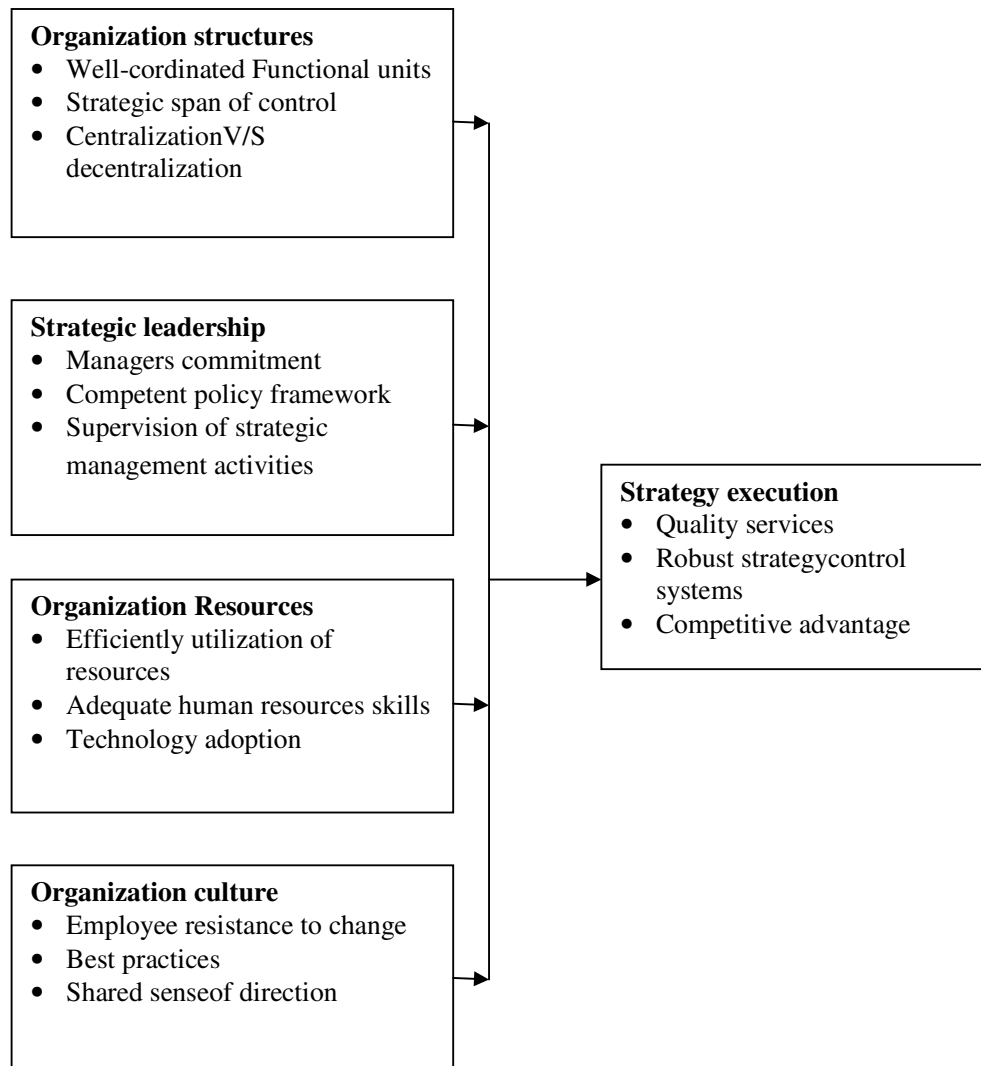 Organization structures
• Well-cordinated Functional units
• Strategic span of control
• CentralizationV/S
decentralization
Strategic leadership
• Managers commitment
• Competent policy framework
• Supervision of strategic
management activities
Organization Resources
• Efficiently utilization of
resources
• Adequate human resources skills
• Technology adoption
Organization culture
• Employee resistance to change
• Best practices
• Shared senseof direction
Strategy execution
• Quality services
• Robust strategycontrol
systems
• Competitive advantage